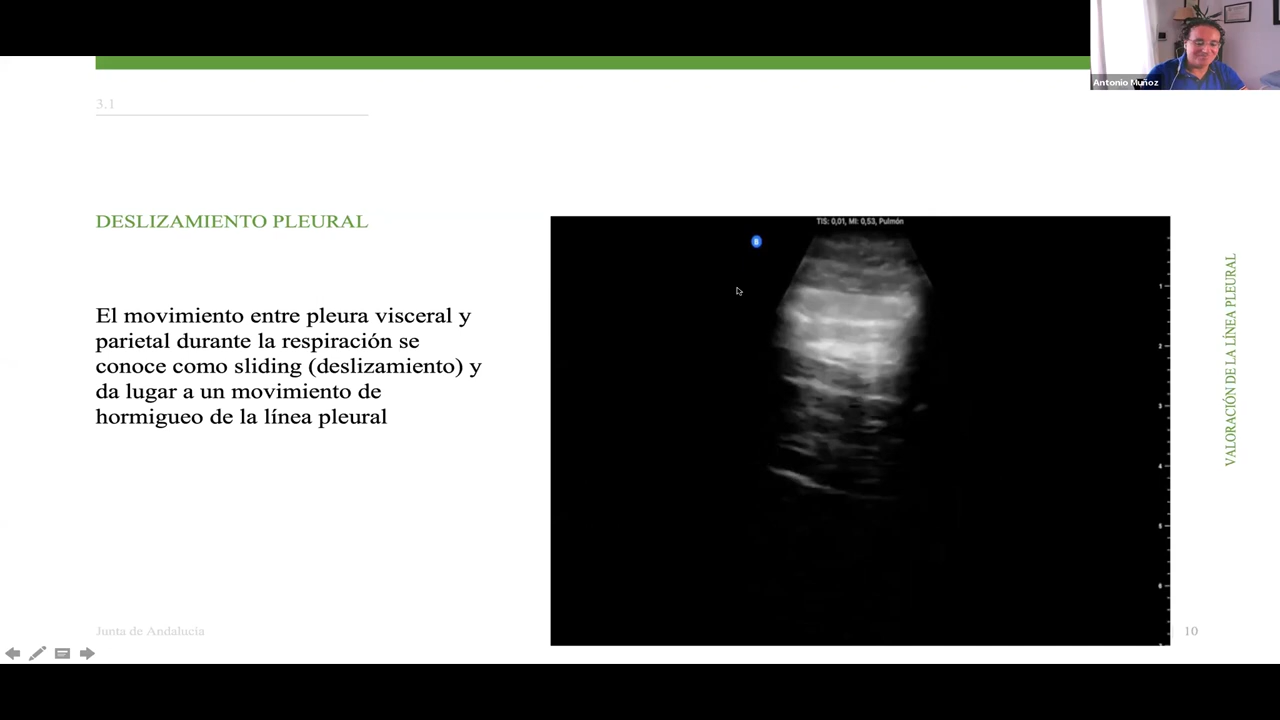 Antonio Muñoz
3.1
DESLIZAMIENTO PLEURAL
El movimiento entre pleura visceral y
parietal durante la respiración se
conoce como sliding (deslizamiento) y
da lugar a un movimiento de
hormigueo de la línea pleural
TIS: 0,01, MI: 0,53, Pulmón
B
1
2
3
4
5
6
VALORACIÓN DE LA LÍNEA PLEURAL
Junta de Andalucía
10